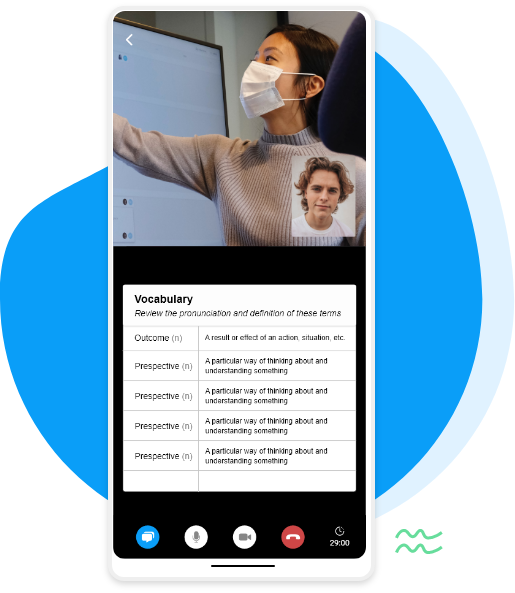 Vocabulary
Review the pronunciation and definition of these terms
Outcome (n)
A result or effect of an action, situation, etc.
Prespective (n)
A particular way of thinking about and
understanding something
Prespective (n)
A particular way of thinking about and
understanding something
Prespective (n)
A particular way of thinking about and
understanding something
Prespective (n)
A particular way of thinking about and
understanding something
29:00